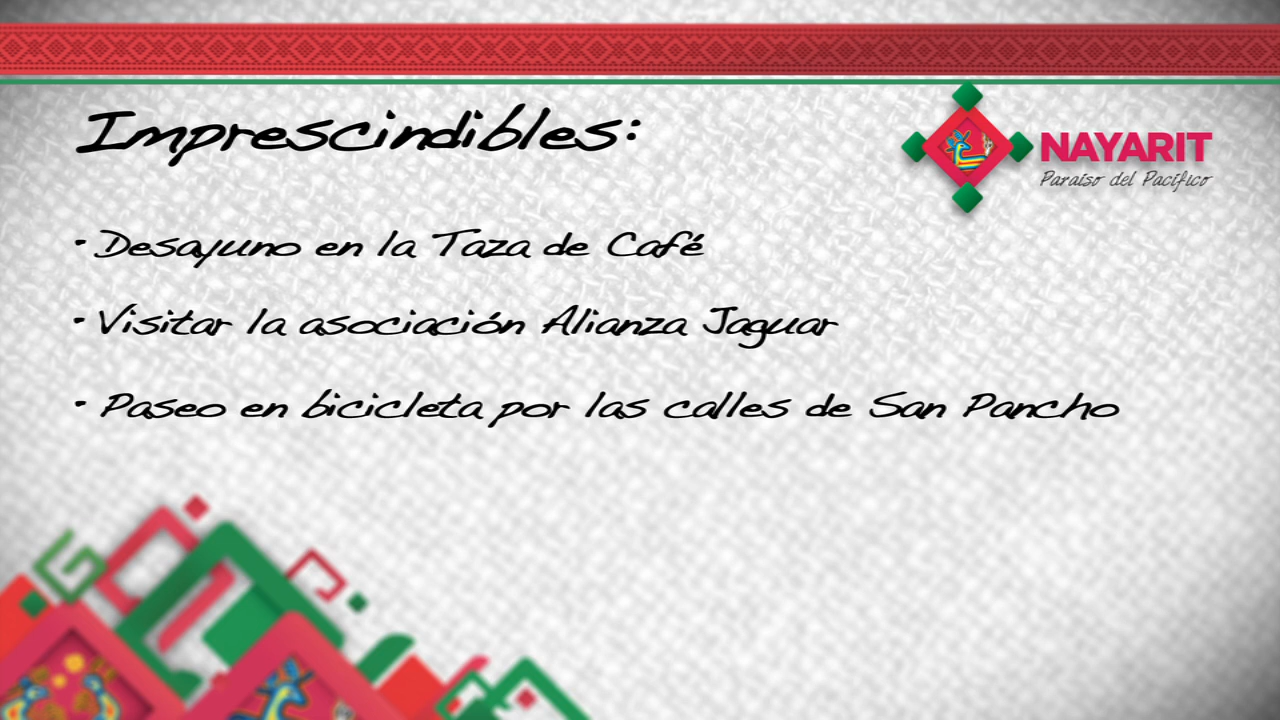 Imprescindibles:
NAYARIT
Paraíso del Pacífico
· Desayuno en la Taza de Café
· Visitar la asociación Alianza Jaguar
· Paseo en bicicleta por las calles de San Pancho